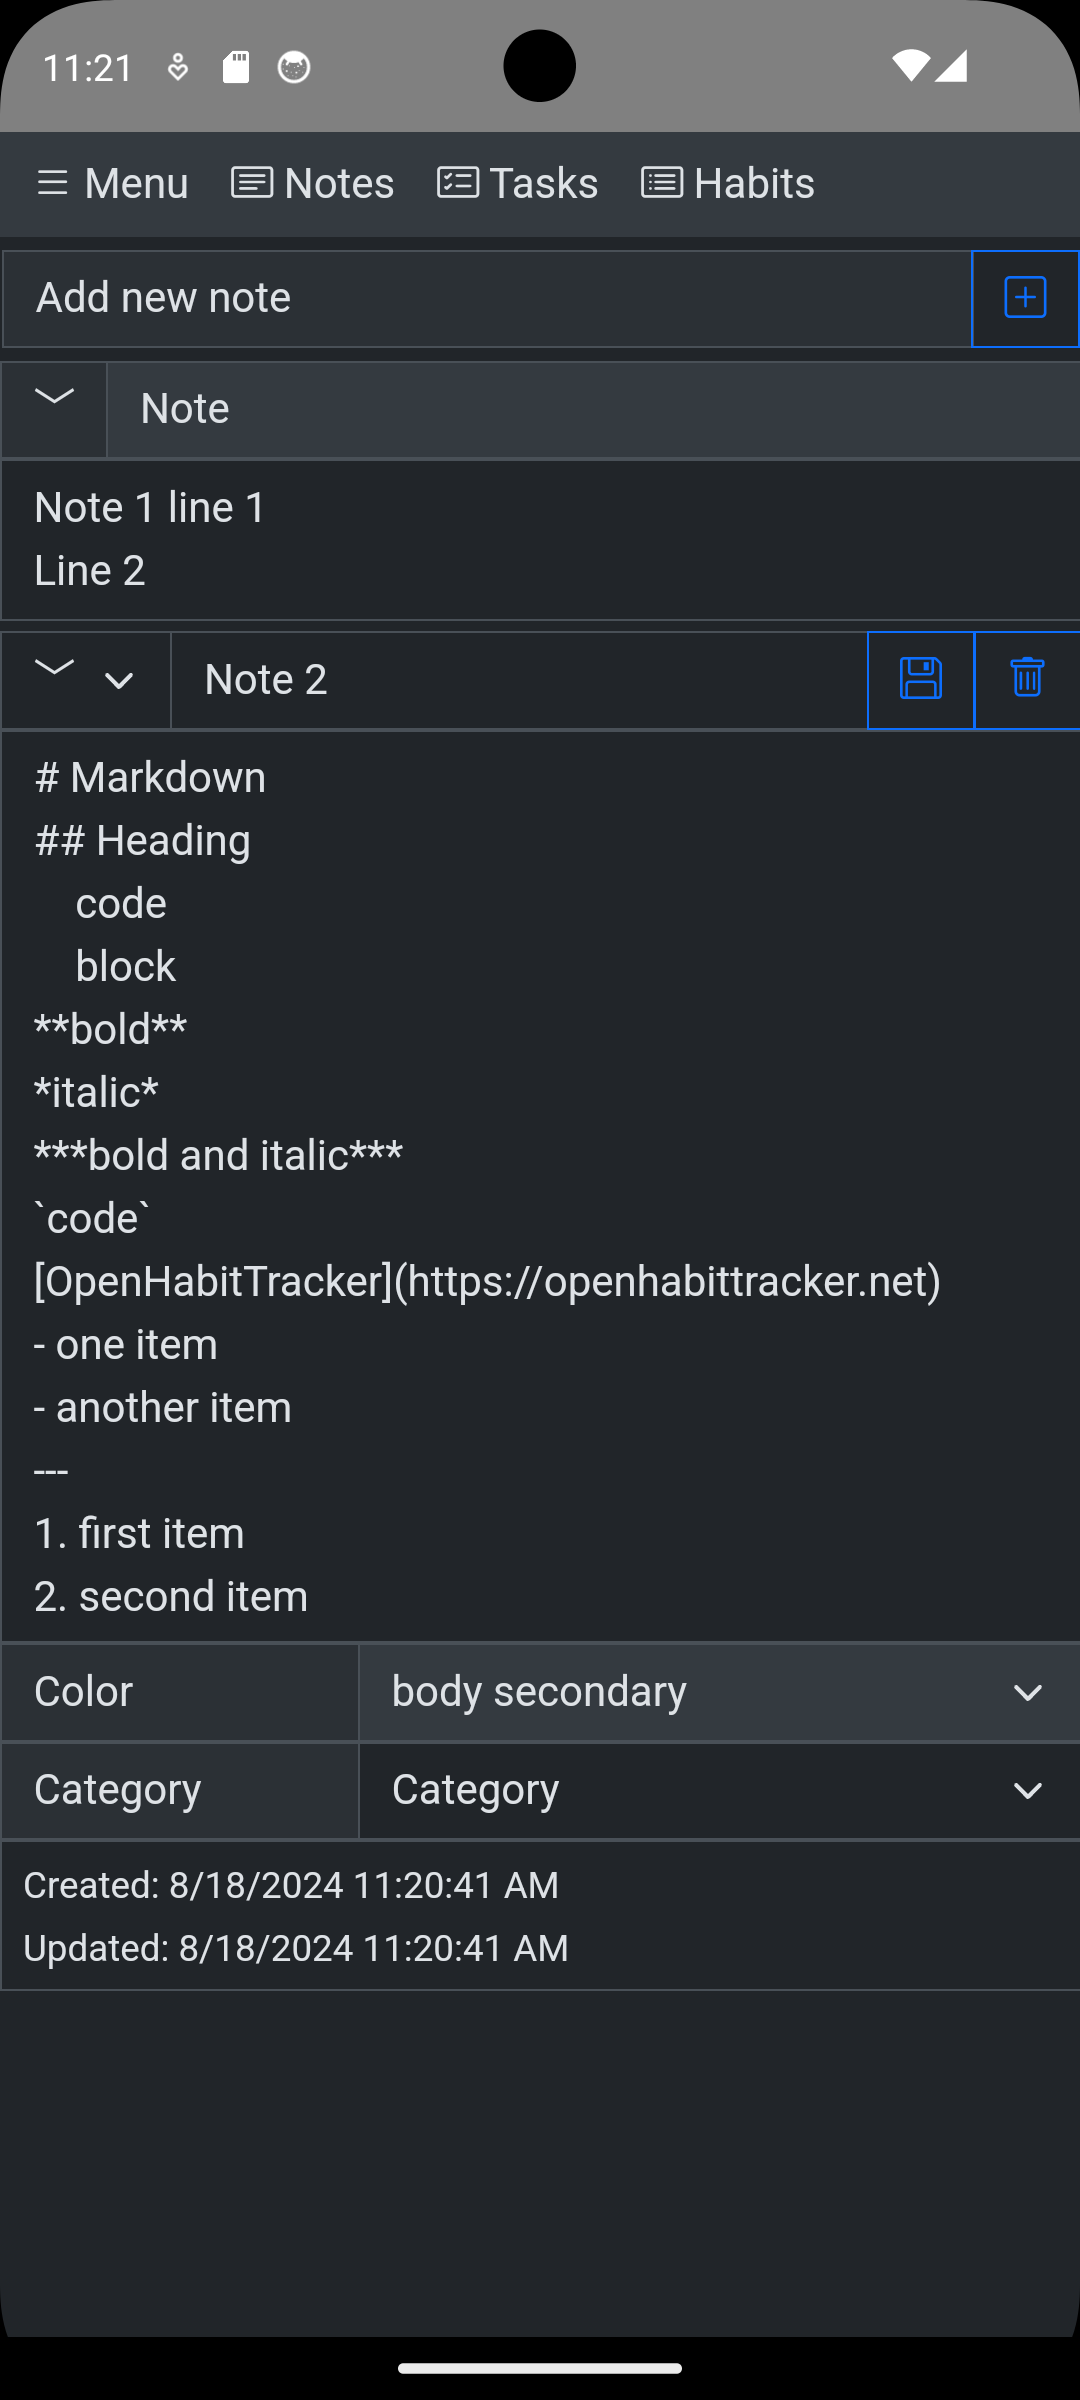 11:21
Menu Notes Tasks Habits
Add new note
Note
Note 1 line 1
Line 2
Note 2
# Markdown
## Heading
    code
    block
**bold**
*italic*
***bold and italic***
`code`
[OpenHabitTracker](https://openhabittracker.net)
- one item
- another item
---
1. first item
2. second item
Color body secondary
Category Category
Created: 8/18/2024 11:20:41 AM
Updated: 8/18/2024 11:20:41 AM